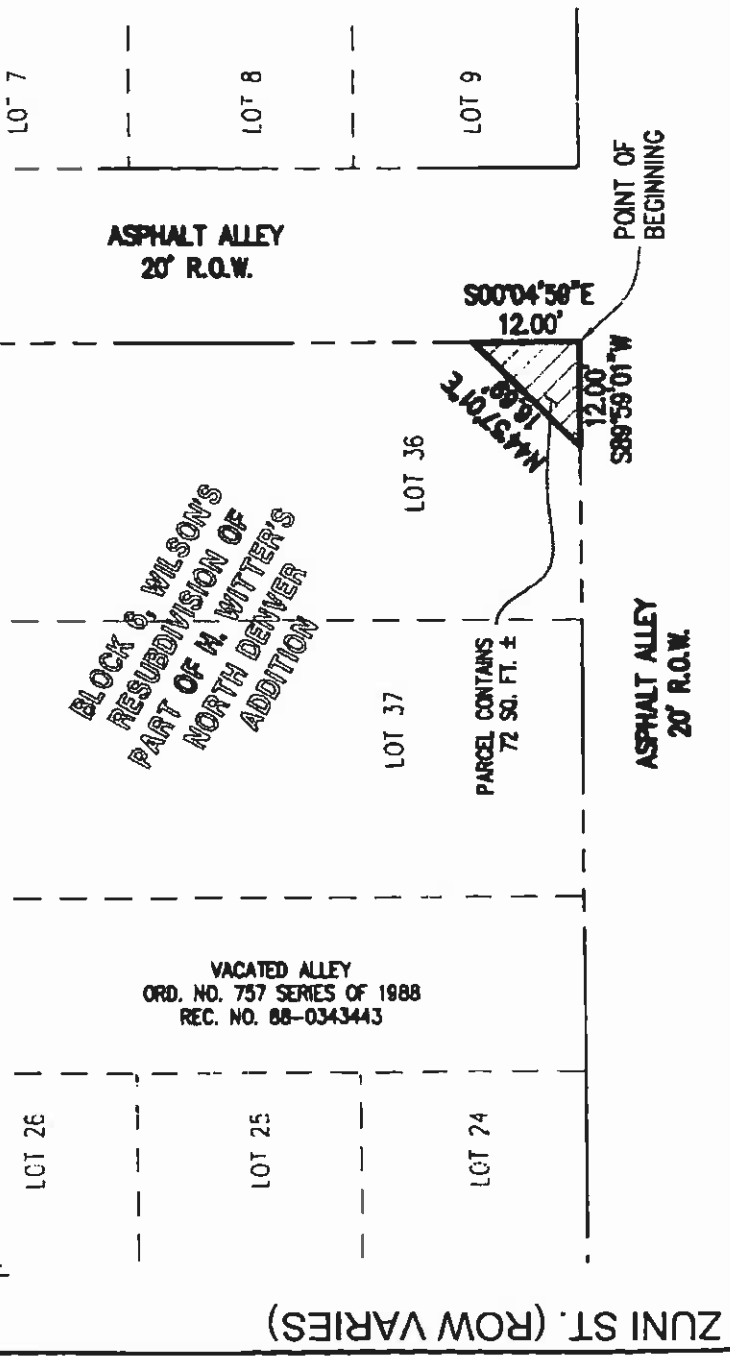 LOT 7
LOT 8
LOT 9
ASPHALT ALLEY
20' R.O.W.
POINT OF
BEGINNING
S00°04'59"E
12.00'
N44°57'01"E
16.99'
12.00'
S89°59'01"W
LOT 36
BLOCK 6, WILSON'S
RESUBDIVISION OF
PART OF H. WITTER'S
NORTH DENVER
ADDITION
LOT 37
PARCEL CONTAINS
72 SQ. FT. ±
ASPHALT ALLEY
20' R.O.W.
VACATED ALLEY
ORD. NO. 757 SERIES OF 1988
REC. NO. 88-0343443
LOT 26
LOT 25
LOT 24
ZUNI ST. (ROW VARIES)